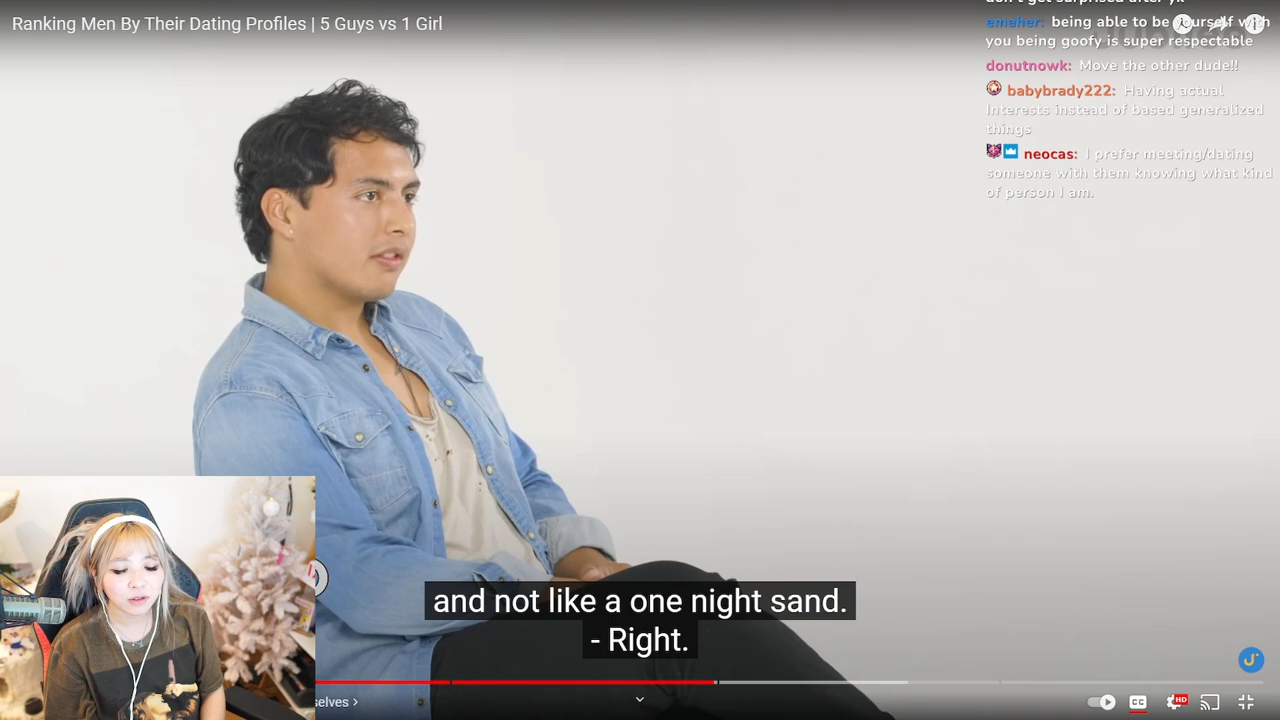 Ranking Men By Their Dating Profiles | 5 Guys vs 1 Girl
emaher: being able to be yourself with
you being goofy is super respectable
donutnowk: Move the other dude!!
babybrady222: Having actual
Interests instead of based generalized
things
neocas: I prefer meeting/dating
someone with them knowing what kind
of person I am.
and not like a one night sand.
- Right.
selves >
CC
HD